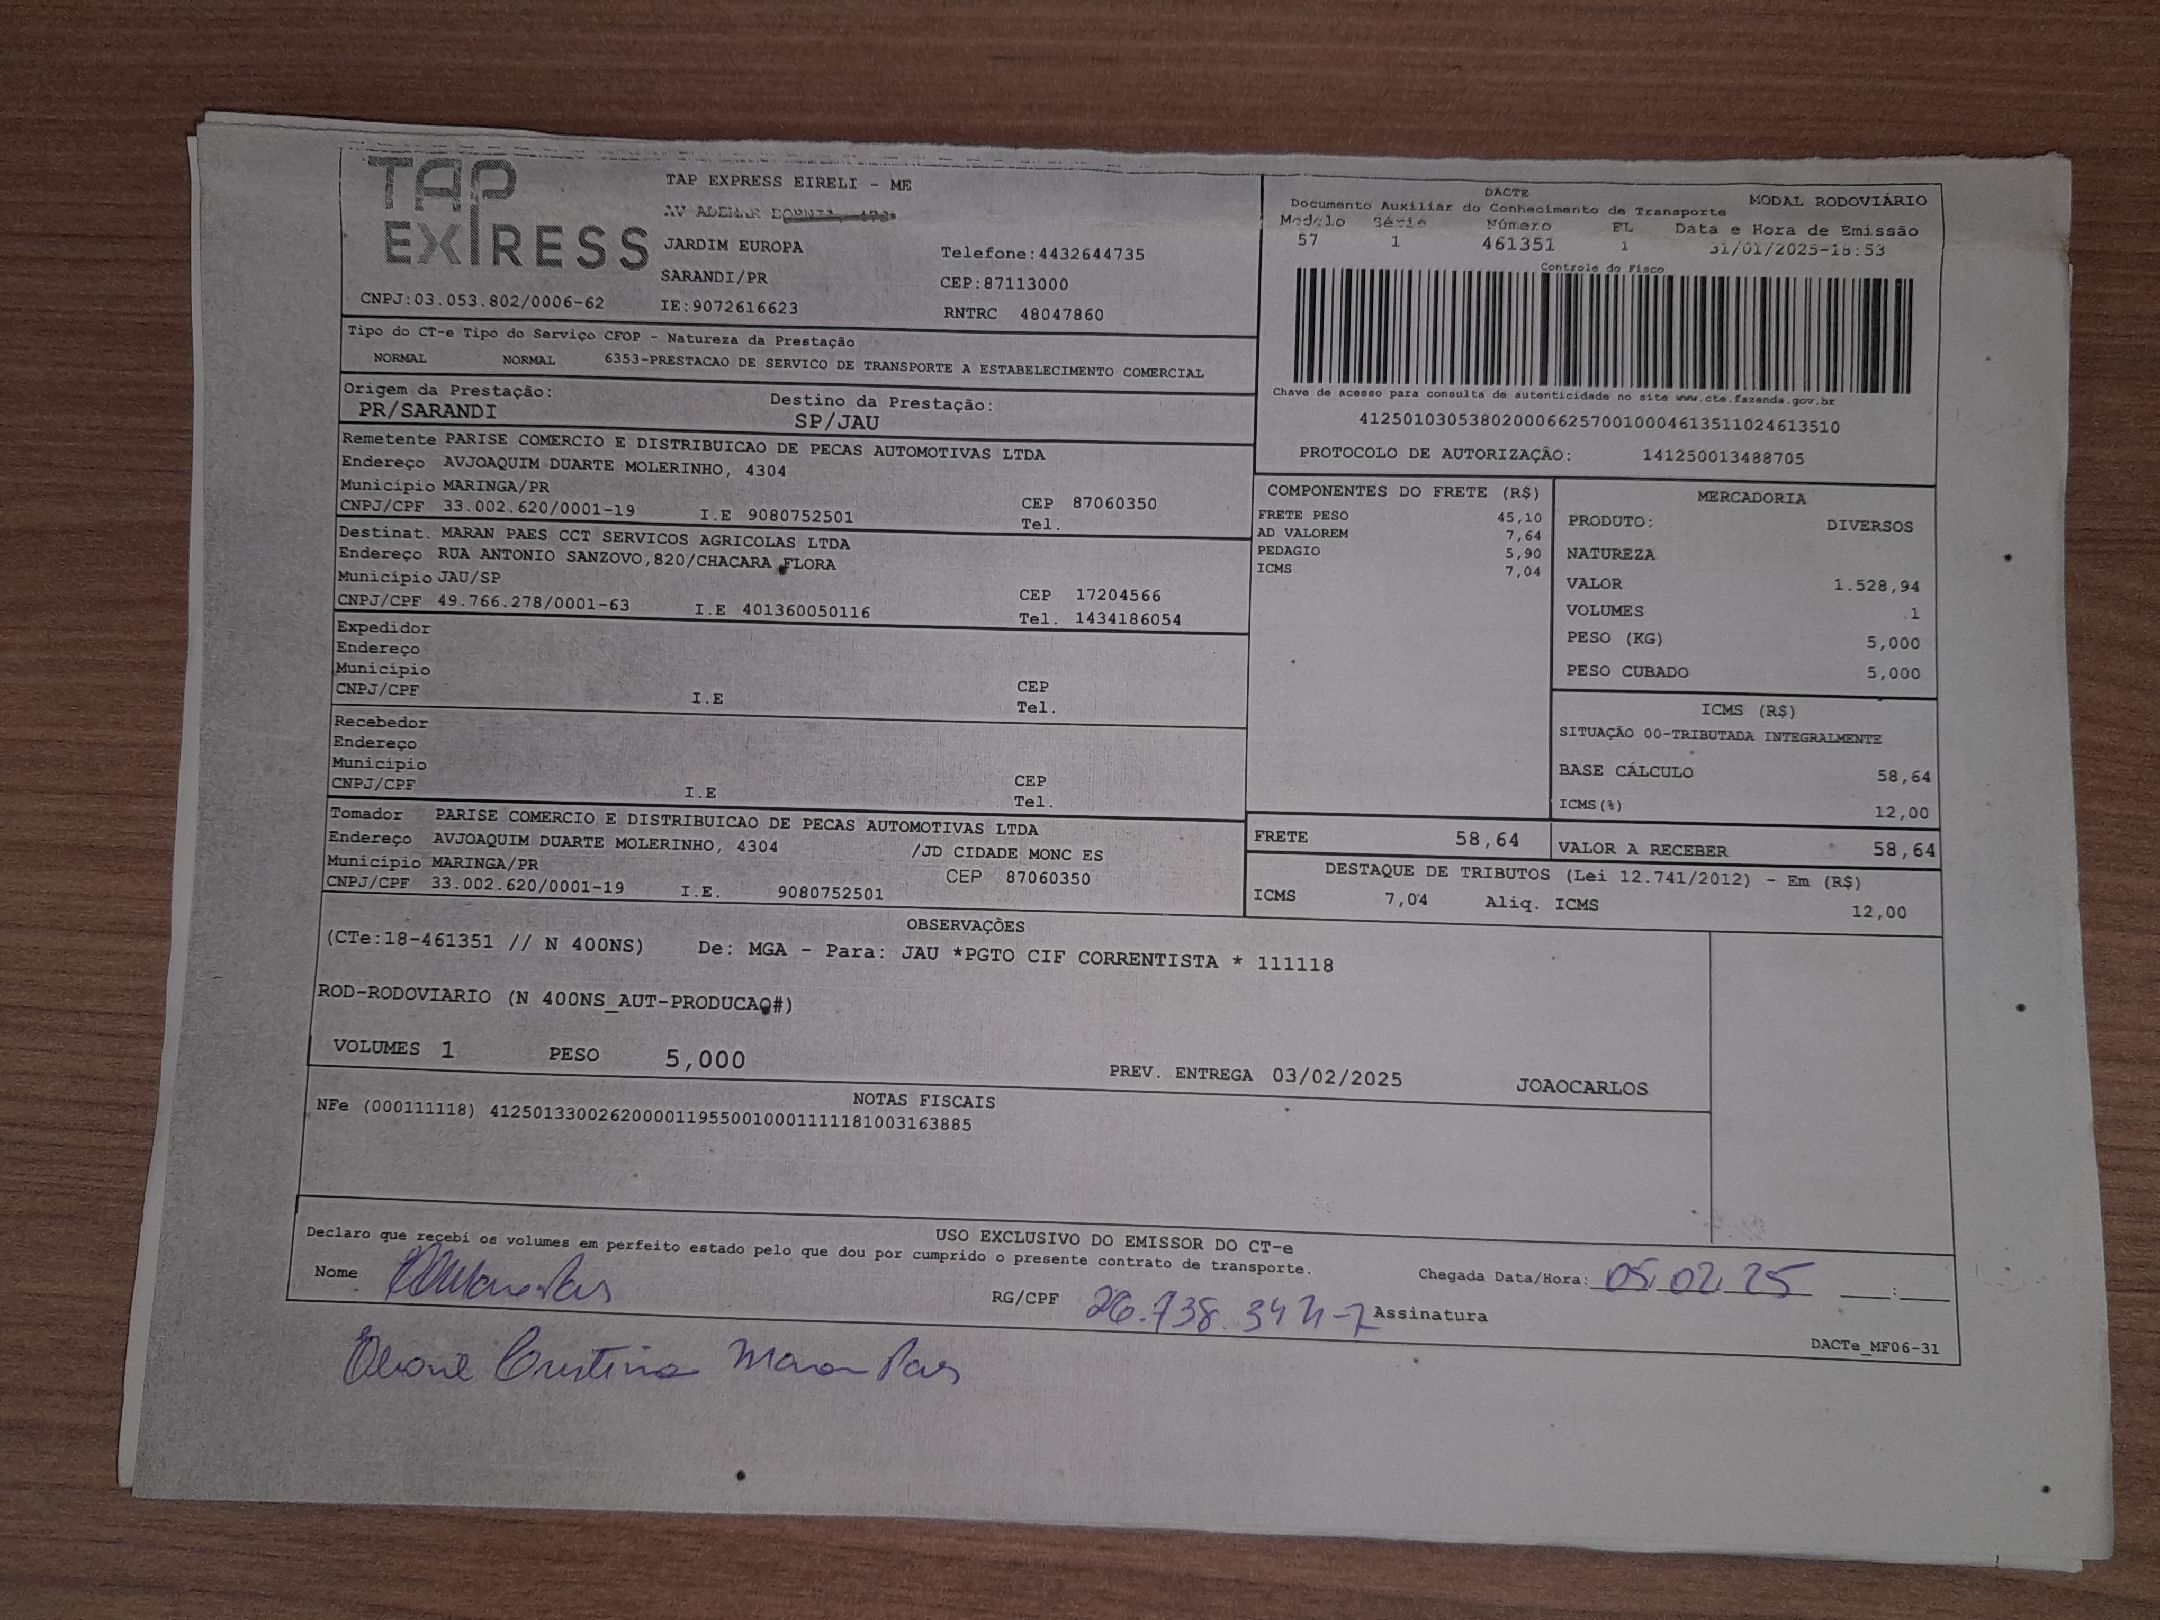 TAP EXPRESS
TAP EXPRESS EIRELI - ME
AV ADEMAR
JARDIM EUROPA
Telefone:4432644735
SARANDI/PR
CEP:87113000
CNPJ:03.053.802/0006-62
IE:9072616623
RNTRC 48047860
DACTE
MODAL RODOVIÁRIO
Documento Auxiliar do Conhecimento de Transporte
Modelo Série Número FL Data e Hora de Emissão
57 1 461351 1 31/01/2025-18:53
Controle do Fisco
Chave de acesso para consulta de autenticidade no site www.cte.fazenda.gov.br
41250103053802000662570010004613511024613510
PROTOCOLO DE AUTORIZAÇÃO: 141250013488705
Tipo do CT-e Tipo do Serviço CFOP - Natureza da Prestação
NORMAL NORMAL 6353-PRESTACAO DE SERVICO DE TRANSPORTE A ESTABELECIMENTO COMERCIAL
Origem da Prestação: Destino da Prestação:
PR/SARANDI SP/JAU
Remetente PARISE COMERCIO E DISTRIBUICAO DE PECAS AUTOMOTIVAS LTDA
Endereço AVJOAQUIM DUARTE MOLERINHO, 4304
Município MARINGA/PR CEP 87060350
CNPJ/CPF 33.002.620/0001-19 I.E 9080752501 Tel.
Destinat. MARAN PAES CCT SERVICOS AGRICOLAS LTDA
Endereço RUA ANTONIO SANZOVO,820/CHACARA FLORA
Município JAU/SP CEP 17204566
CNPJ/CPF 49.766.278/0001-63 I.E 401360050116 Tel. 1434186054
Expedidor
Endereço
Município CEP
CNPJ/CPF I.E Tel.
Recebedor
Endereço
Município CEP
CNPJ/CPF I.E Tel.
Tomador PARISE COMERCIO E DISTRIBUICAO DE PECAS AUTOMOTIVAS LTDA
Endereço AVJOAQUIM DUARTE MOLERINHO, 4304 /JD CIDADE MONC ES
Município MARINGA/PR CEP 87060350
CNPJ/CPF 33.002.620/0001-19 I.E. 9080752501
COMPONENTES DO FRETE (R$)
FRETE PESO 45,10
AD VALOREM 7,64
PEDAGIO 5,90
ICMS 7,04
MERCADORIA
PRODUTO: DIVERSOS
NATUREZA
VALOR 1.528,94
VOLUMES 1
PESO (KG) 5,000
PESO CUBADO 5,000
ICMS (R$)
SITUAÇÃO 00-TRIBUTADA INTEGRALMENTE
BASE CÁLCULO 58,64
ICMS(%) 12,00
FRETE 58,64 VALOR A RECEBER 58,64
DESTAQUE DE TRIBUTOS (Lei 12.741/2012) - Em (R$)
ICMS 7,04 Aliq. ICMS 12,00
OBSERVAÇÕES
(CTe:18-461351 // N 400NS) De: MGA - Para: JAU *PGTO CIF CORRENTISTA * 111118
ROD-RODOVIARIO (N 400NS_AUT-PRODUCAO#)
VOLUMES 1 PESO 5,000 PREV. ENTREGA 03/02/2025 JOAOCARLOS
NOTAS FISCAIS
NFe (000111118) 41250133002620000119550010001111181003163885
USO EXCLUSIVO DO EMISSOR DO CT-e
Declaro que recebi os volumes em perfeito estado pelo que dou por cumprido o presente contrato de transporte.
Nome RG/CPF Assinatura Chegada Data/Hora: 05.02.25 :
DACTe_MF06-31
Cristina Maran Paes